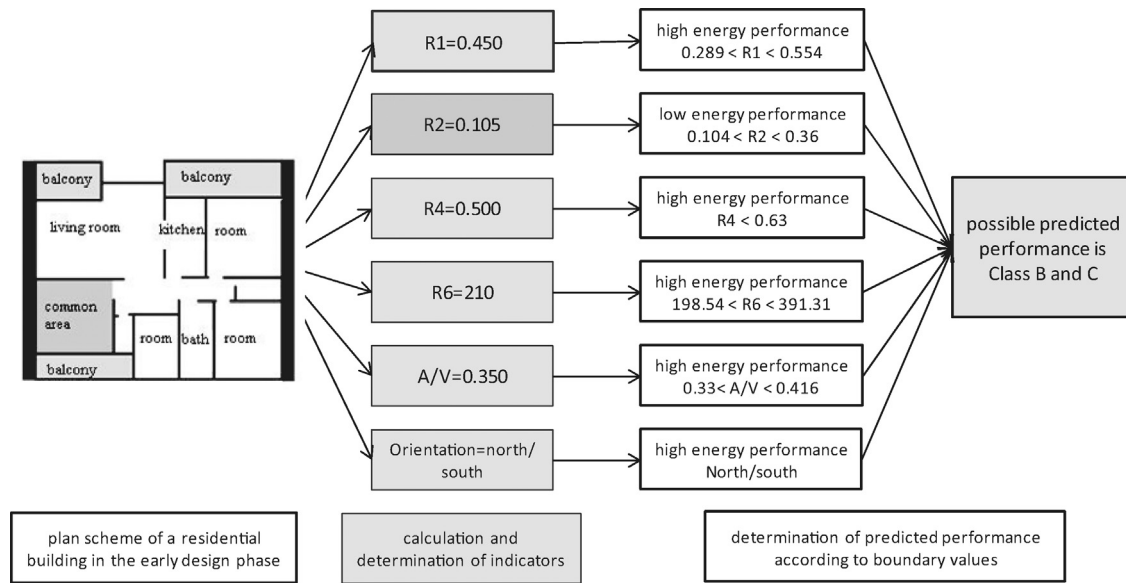 R1=0.450
high energy performance
0.289 < R1 < 0.554
R2=0.105
low energy performance
0.104 < R2 < 0.36
balcony
balcony
living room
kitchen
room
common
area
room
bath
room
balcony
R4=0.500
high energy performance
R4 < 0.63
R6=210
high energy performance
198.54 < R6 < 391.31
A/V=0.350
high energy performance
0.33< A/V < 0.416
Orientation=north/
south
high energy performance
North/south
possible predicted
performance is
Class B and C
plan scheme of a residential
building in the early design phase
calculation and
determination of indicators
determination of predicted performance
according to boundary values